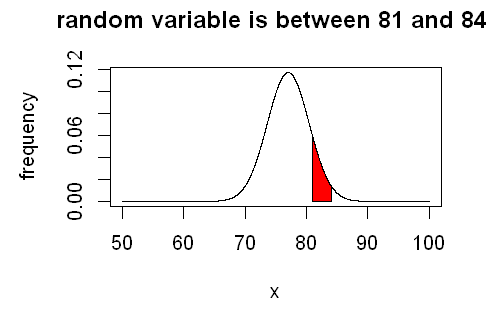 random variable is between 81 and 84
frequency
0.12
0.06
0.00
50 60 70 80 90 100
x